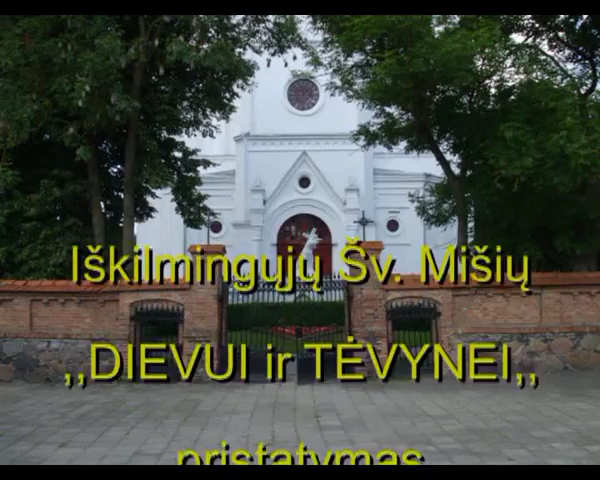 Iškilmingųjų Šv. Mišių
,,DIEVUI ir TĖVYNEI,,
pristatymas